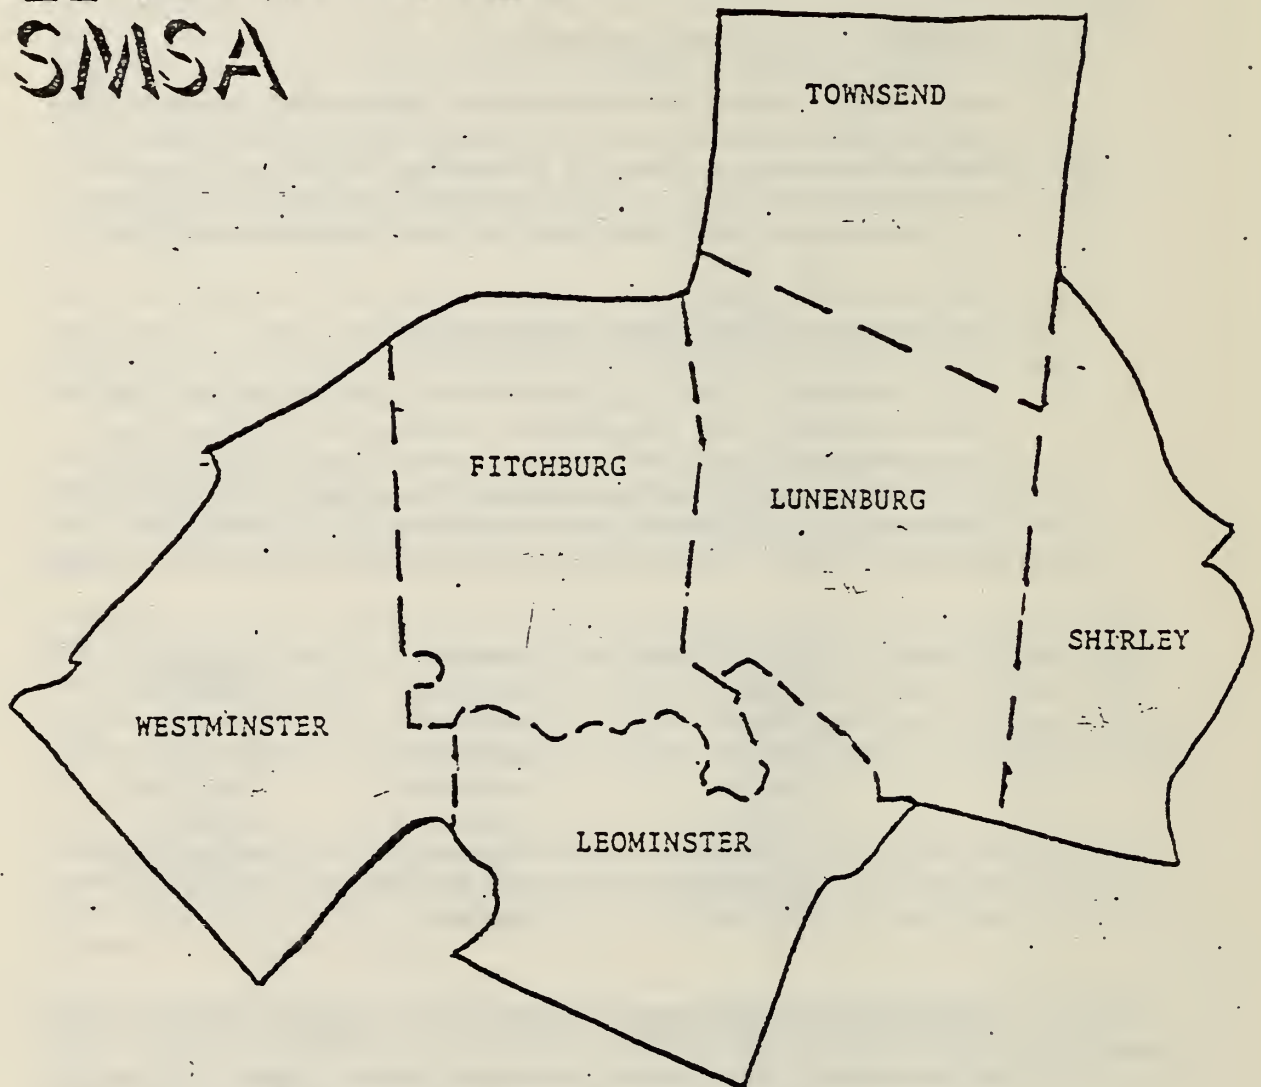 SMSA
TOWNSEND
FITCHBURG
LUNENBURG
SHIRLEY
WESTMINSTER
LEOMINSTER